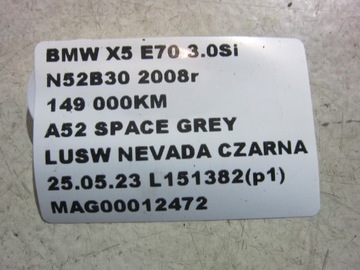 BMW X5 E70 3.0Si
N52B30 2008r
149 000KM
A52 SPACE GREY
LUSW NEVADA CZARNA
25.05.23 L151382(p1)
MAG00012472